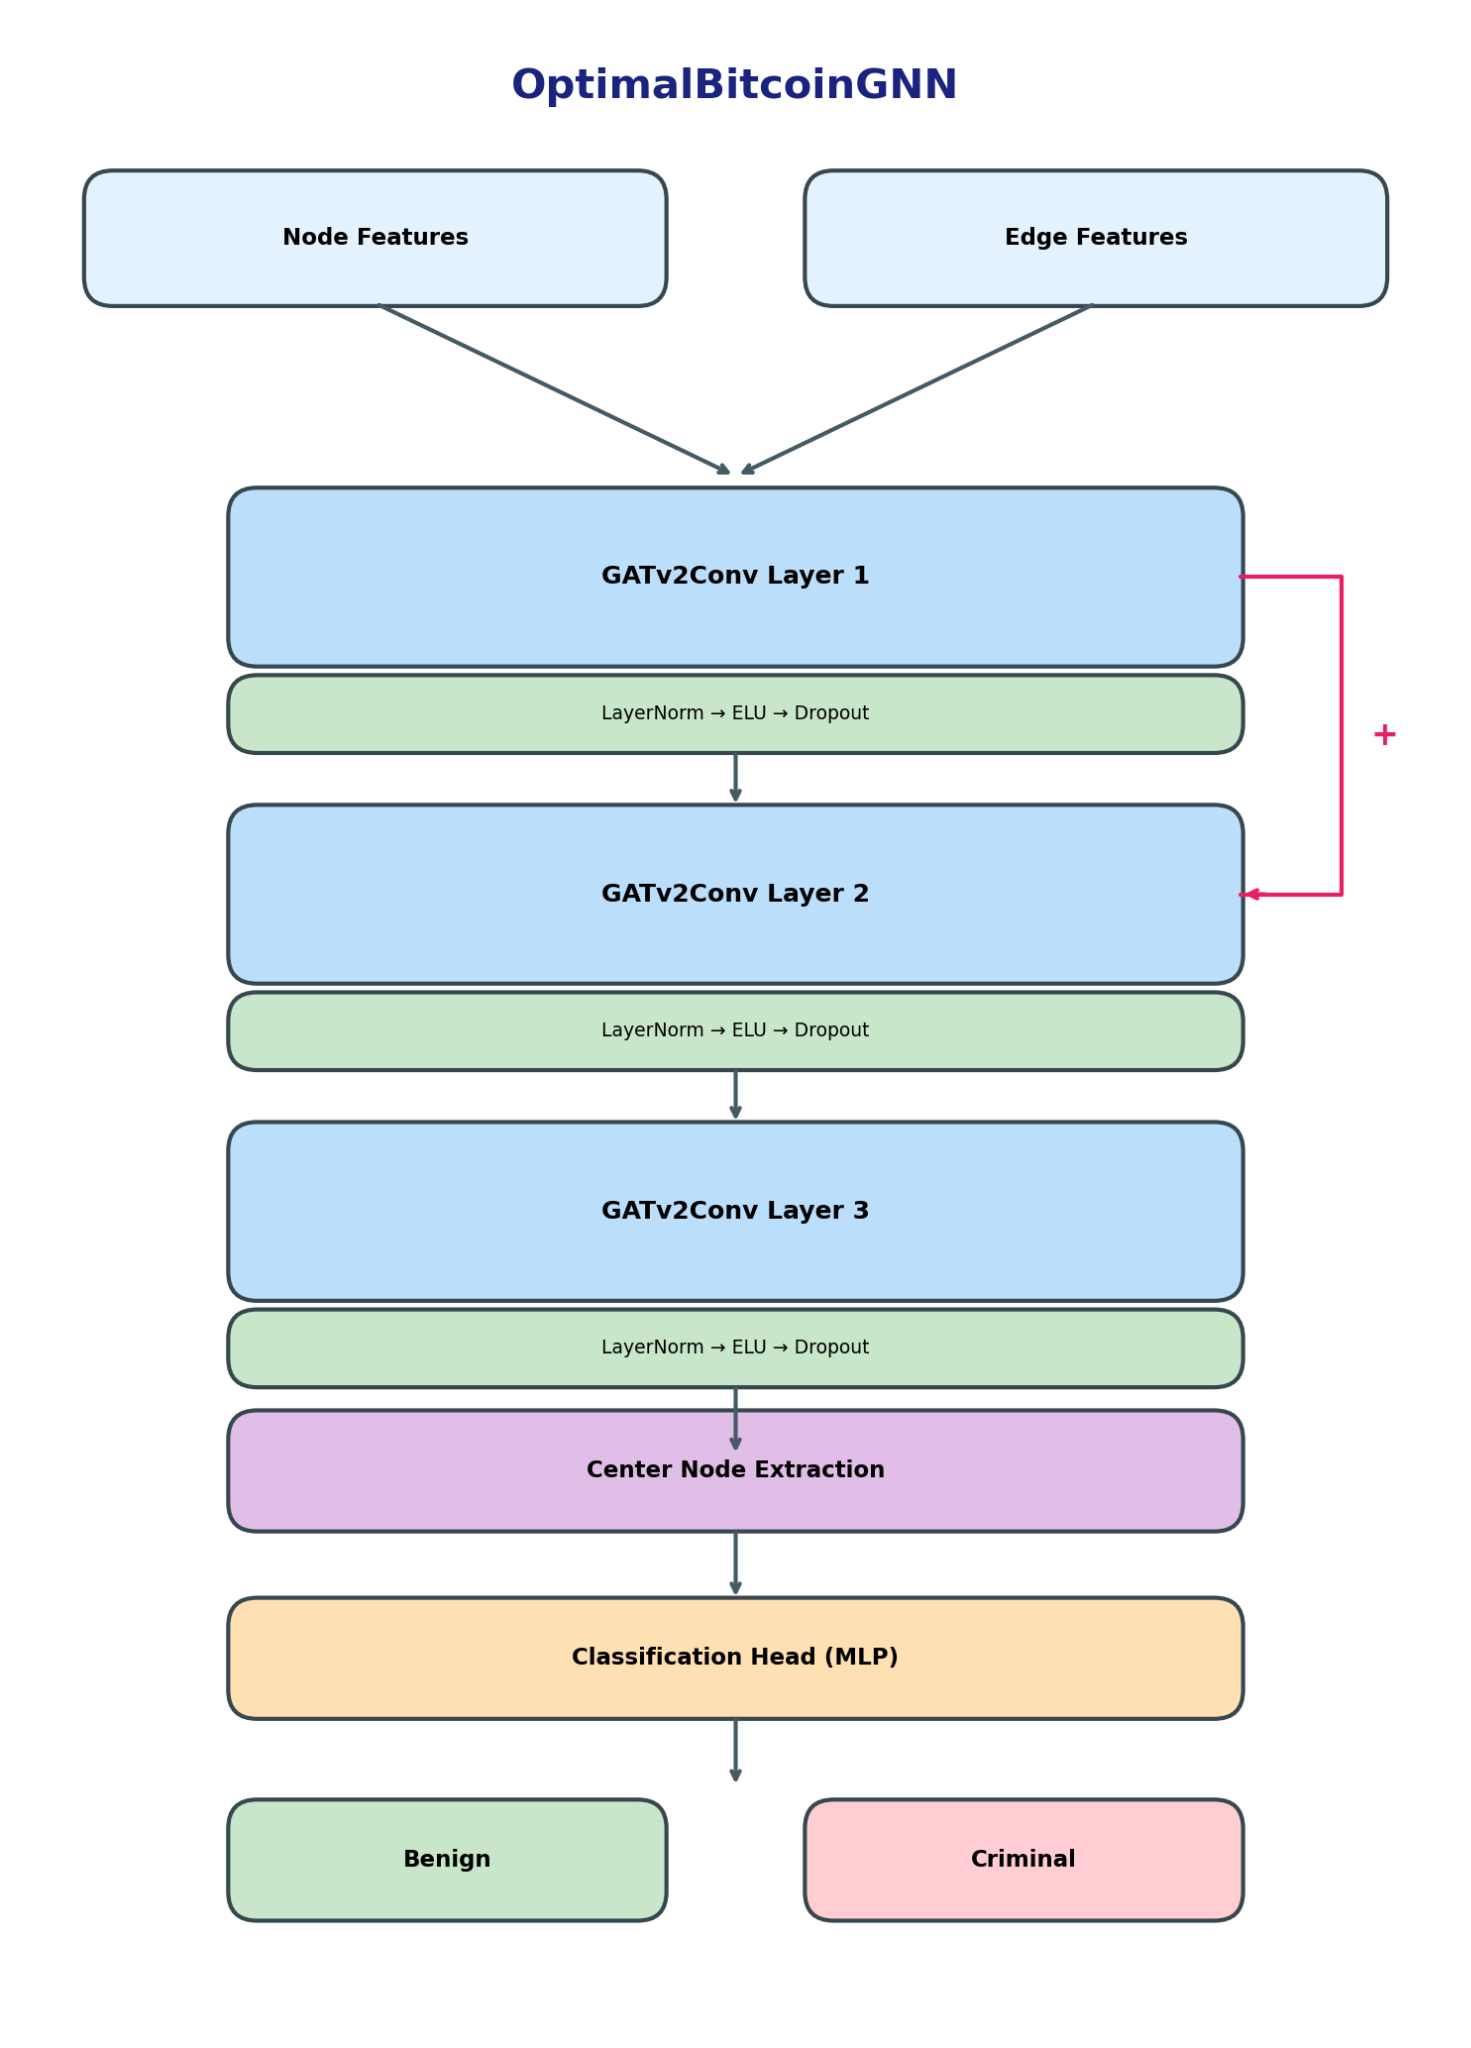 OptimalBitcoinGNN
Node Features
Edge Features
GATv2Conv Layer 1
LayerNorm → ELU → Dropout
+
GATv2Conv Layer 2
LayerNorm → ELU → Dropout
GATv2Conv Layer 3
LayerNorm → ELU → Dropout
Center Node Extraction
Classification Head (MLP)
Benign
Criminal